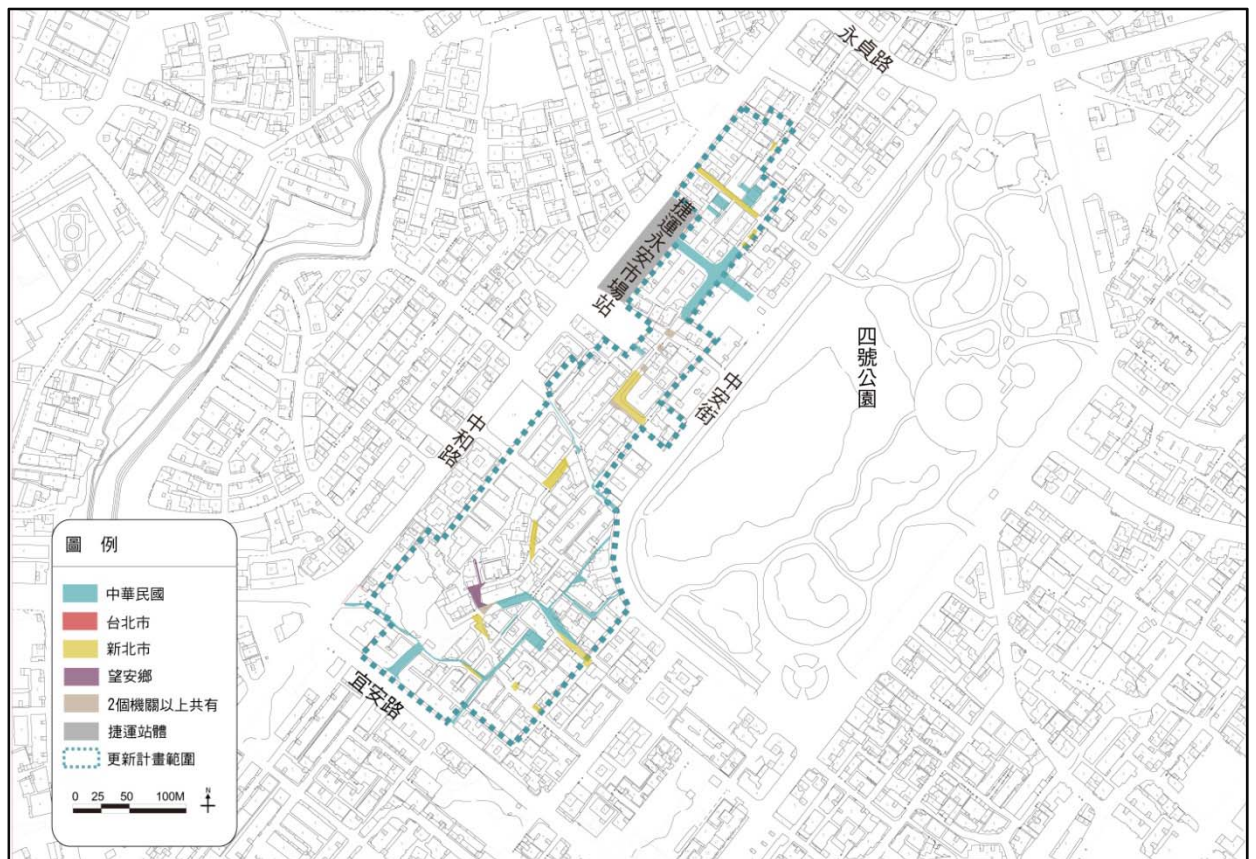 永貞路
捷運永安市場站
四號公園
中安街
中和路
宜安路
圖 例
中華民國
台北市
新北市
望安鄉
2個機關以上共有
捷運站體
更新計畫範圍
0 25 50 100M
N